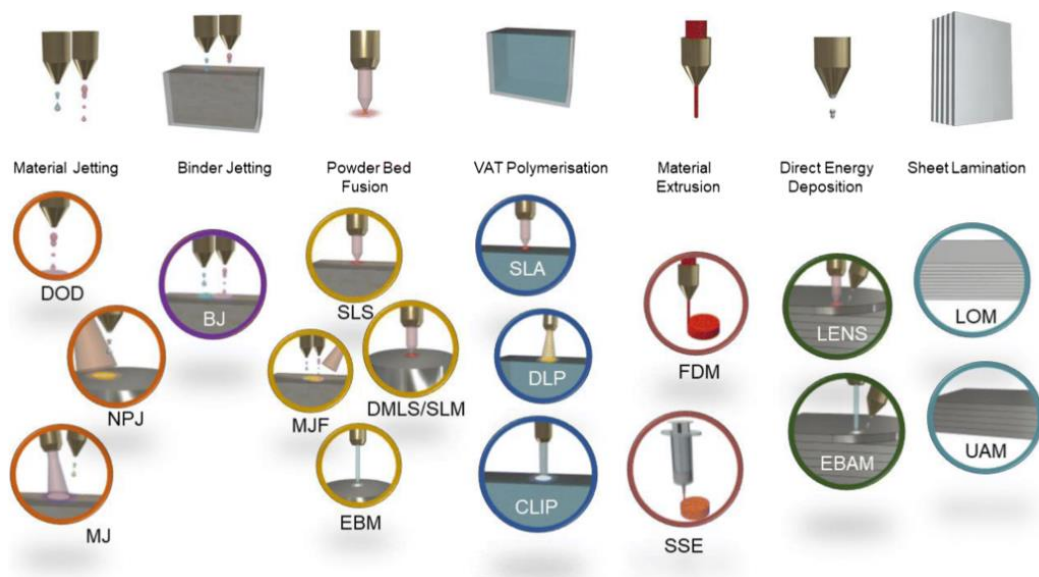 Material Jetting
Binder Jetting
Powder Bed
Fusion
VAT Polymerisation
Material
Extrusion
Direct Energy
Deposition
Sheet Lamination
DOD
NPJ
MJ
BJ
SLS
MJF
DMLS/SLM
EBM
SLA
DLP
CLIP
FDM
SSE
LENS
EBAM
LOM
UAM